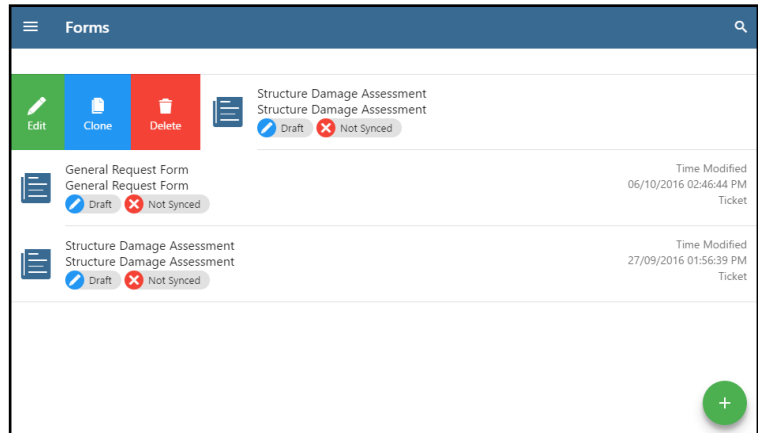 Forms
Edit
Clone
Delete
Structure Damage Assessment
Structure Damage Assessment
Draft Not Synced
General Request Form
General Request Form
Draft Not Synced
Time Modified
06/10/2016 02:46:44 PM
Ticket
Structure Damage Assessment
Structure Damage Assessment
Draft Not Synced
Time Modified
27/09/2016 01:56:39 PM
Ticket